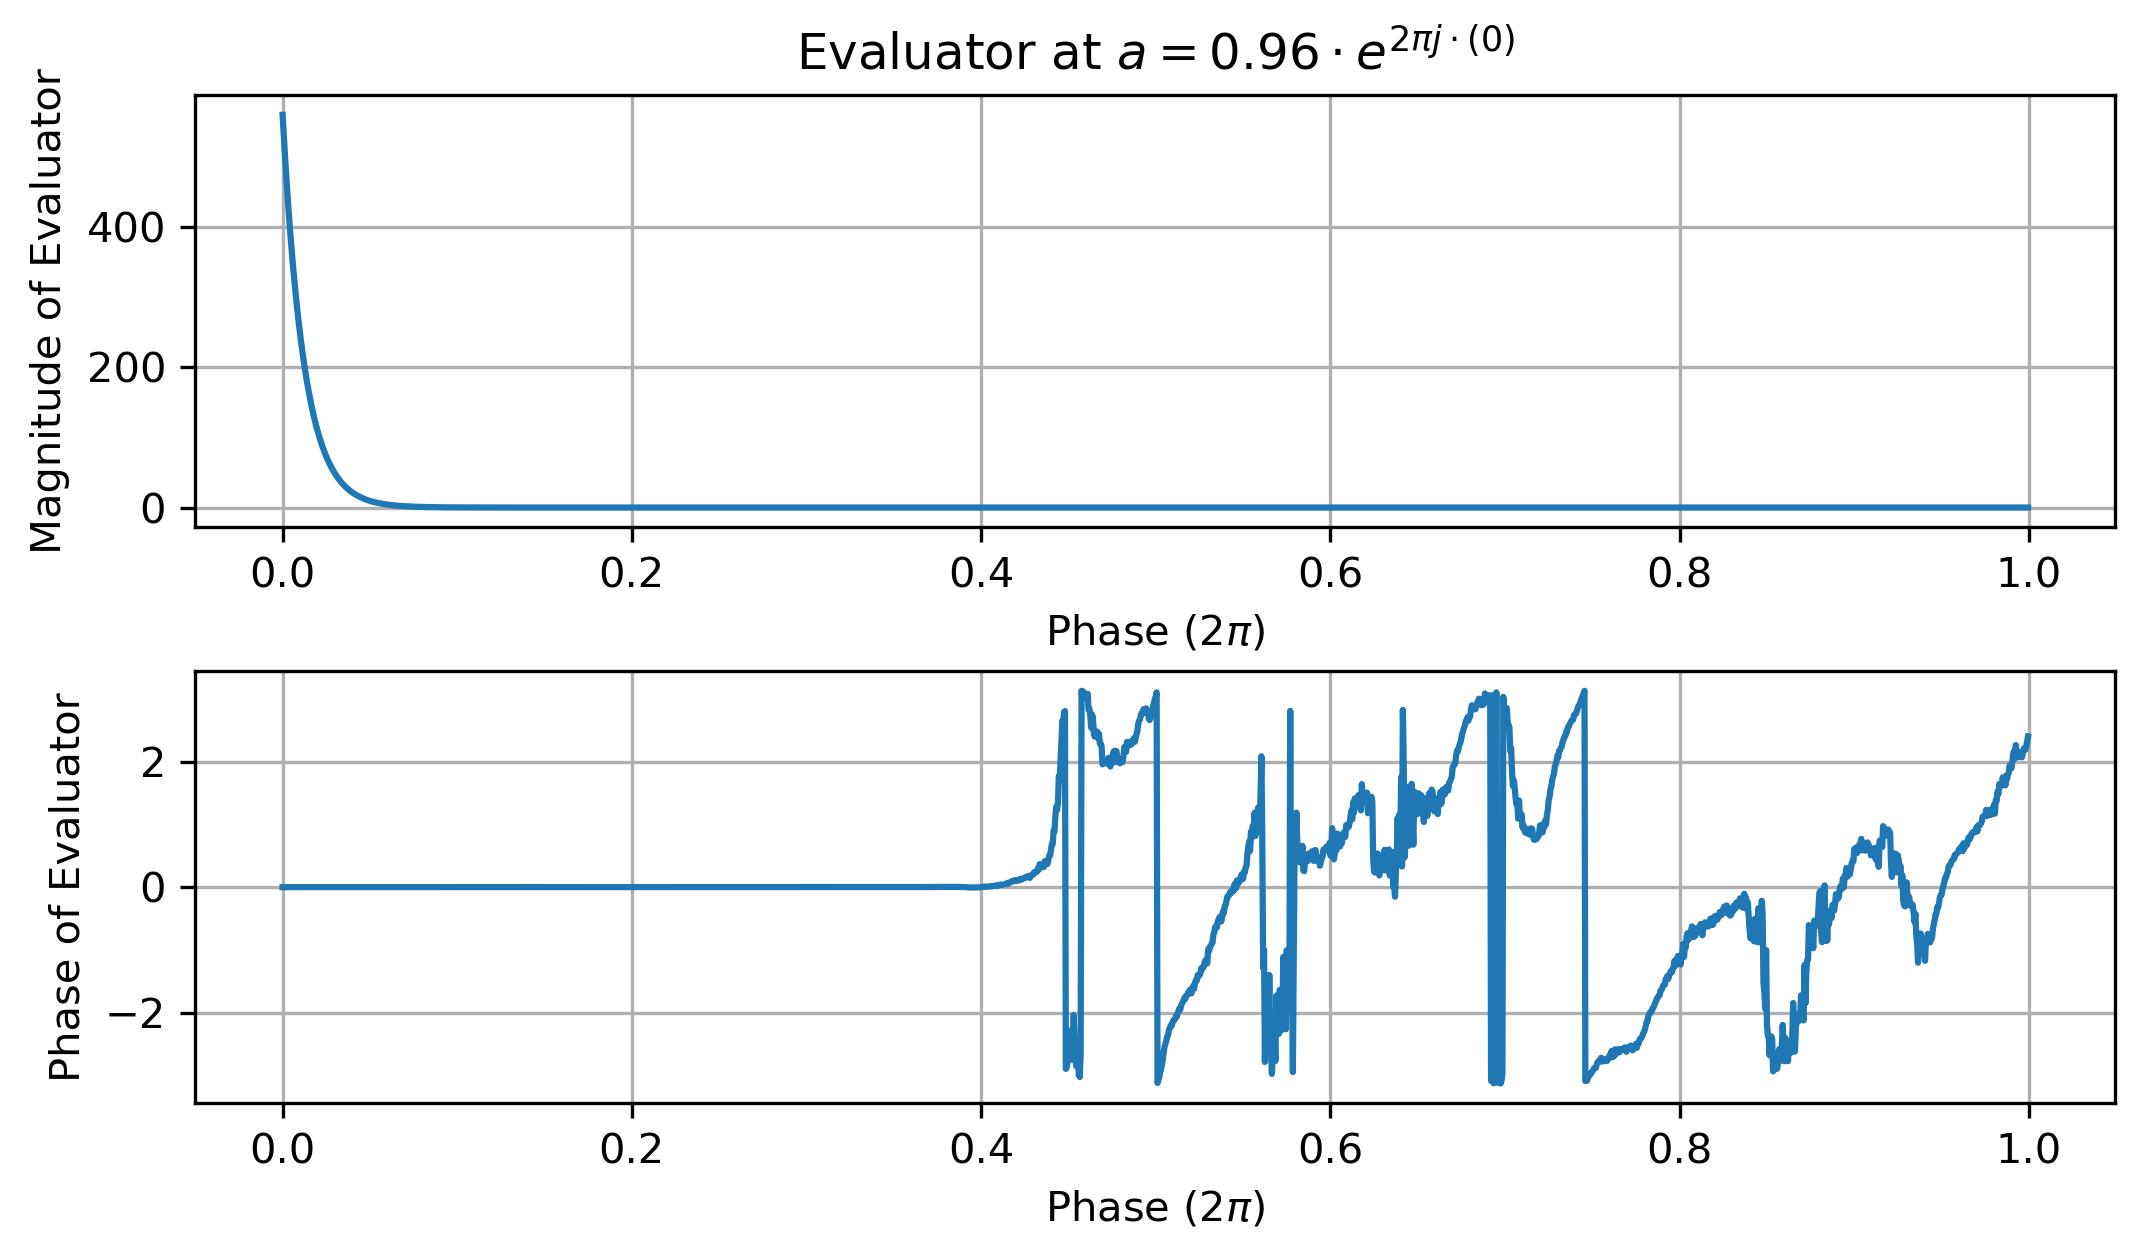 Evaluator at a = 0.96 · e^{2πj·(0)}
Magnitude of Evaluator
400
200
0
0.0 0.2 0.4 0.6 0.8 1.0
Phase (2π)
Phase of Evaluator
2
0
−2
0.0 0.2 0.4 0.6 0.8 1.0
Phase (2π)